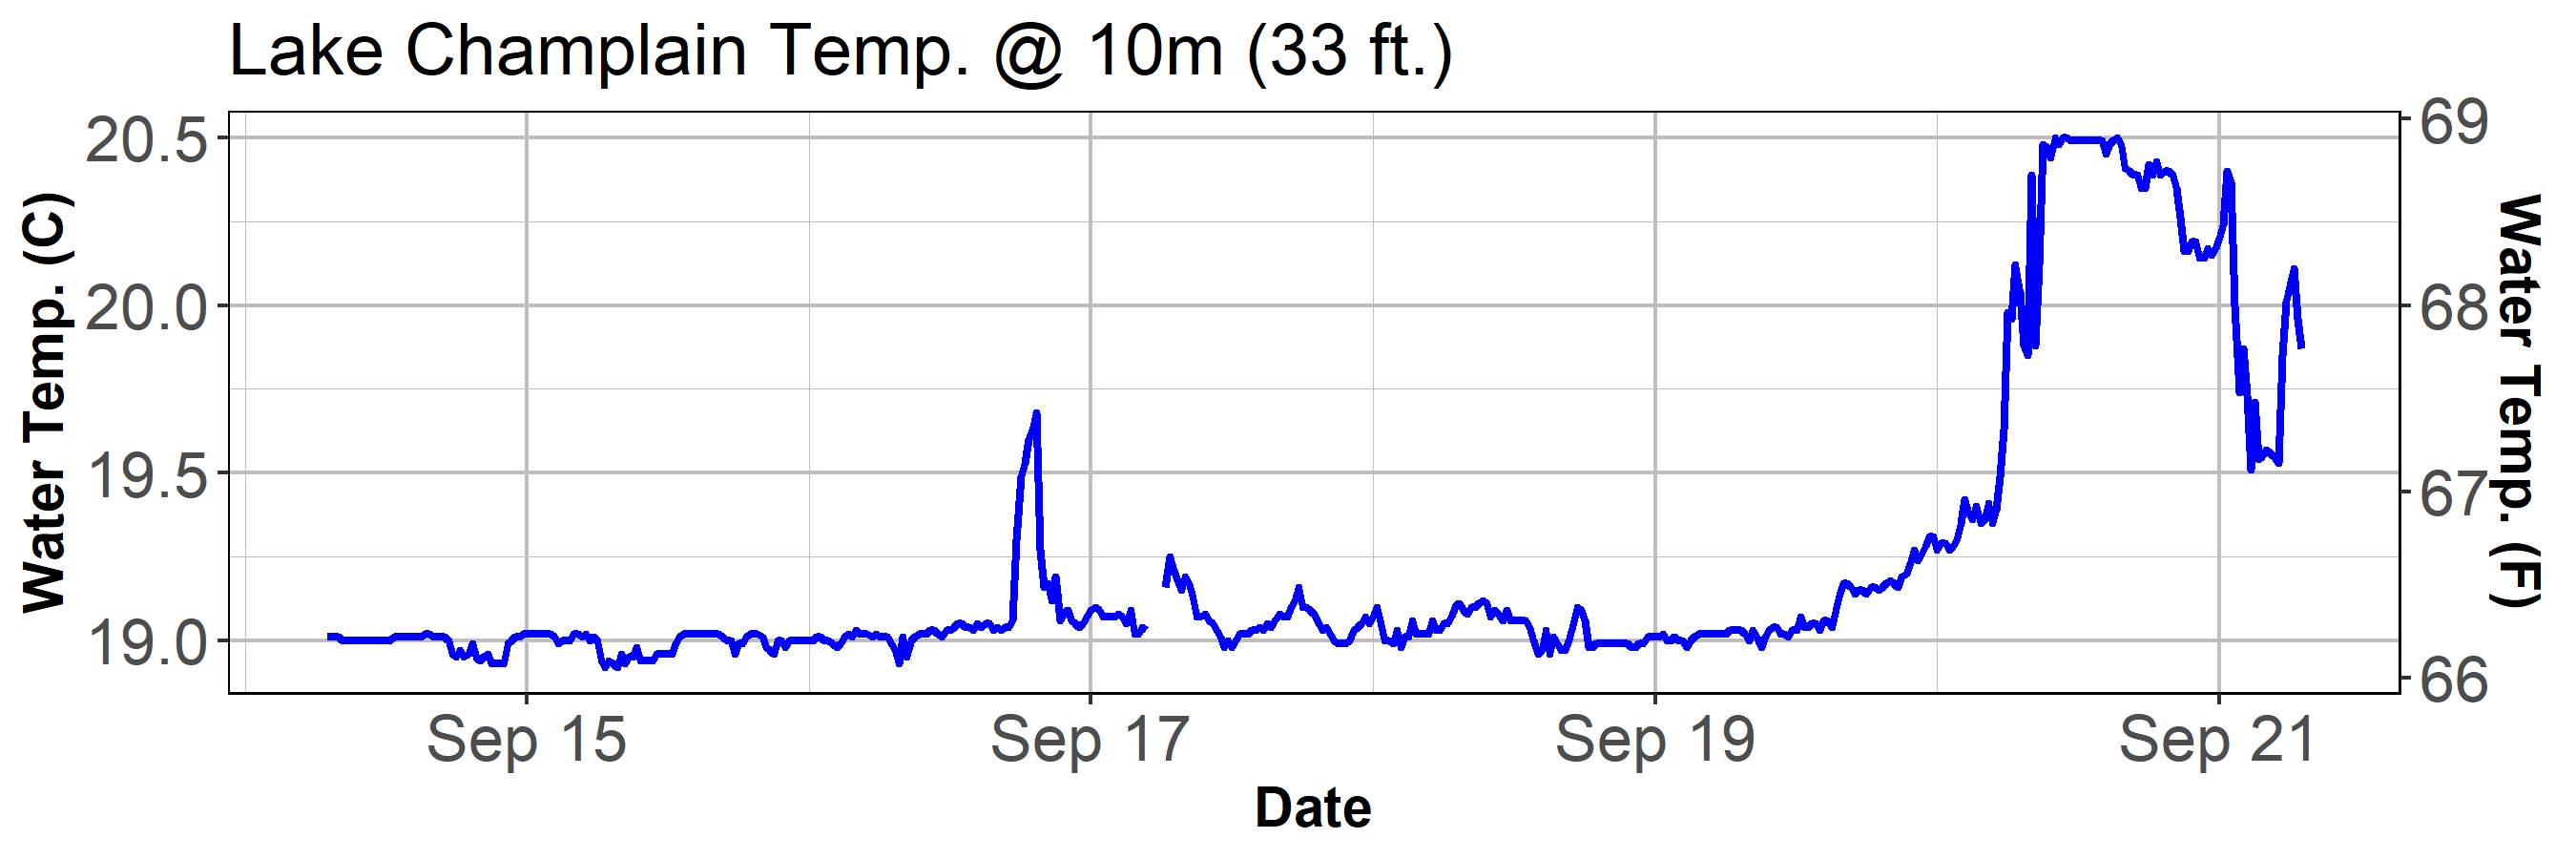 Lake Champlain Temp. @ 10m (33 ft.)
Water Temp. (C)
20.5
20.0
19.5
19.0
69
68
67
66
Water Temp. (F)
Sep 15 Sep 17 Sep 19 Sep 21
Date